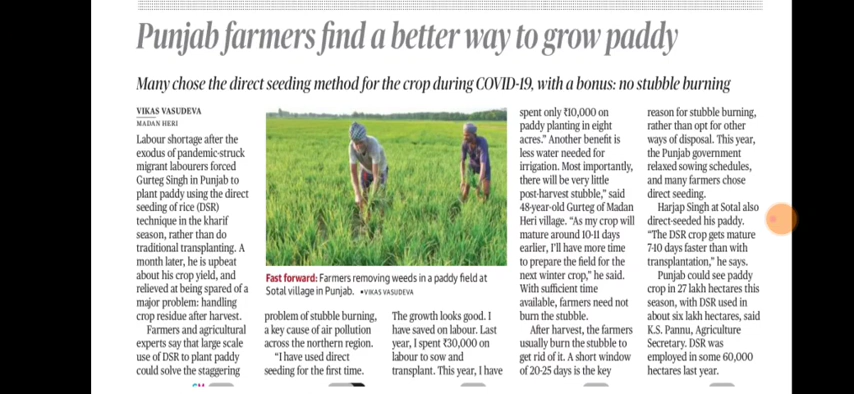 Punjab farmers find a better way to grow paddy
Many chose the direct seeding method for the crop during COVID-19, with a bonus: no stubble burning
VIKAS VASUDEVA
MADAN HERI
Labour shortage after the
exodus of pandemic-struck
migrant labourers forced
Gurteg Singh in Punjab to
plant paddy using the direct
seeding of rice (DSR)
technique in the kharif
season, rather than do
traditional transplanting. A
month later, he is upbeat
about his crop yield, and
relieved at being spared of a
major problem: handling
crop residue after harvest.
Farmers and agricultural
experts say that large scale
use of DSR to plant paddy
could solve the staggering
Fast forward: Farmers removing weeds in a paddy field at
Sotal village in Punjab. •VIKAS VASUDEVA
problem of stubble burning,
a key cause of air pollution
across the northern region.
"I have used direct
seeding for the first time.
The growth looks good. I
have saved on labour. Last
year, I spent ₹30,000 on
labour to sow and
transplant. This year, I have
spent only ₹10,000 on
paddy planting in eight
acres." Another benefit is
less water needed for
irrigation. Most importantly,
there will be very little
post-harvest stubble," said
48-year-old Gurteg of Madan
Heri village. "As my crop will
mature around 10-11 days
earlier, I'll have more time
to prepare the field for the
next winter crop," he said.
With sufficient time
available, farmers need not
burn the stubble.
After harvest, the farmers
usually burn the stubble to
get rid of it. A short window
of 20-25 days is the key
reason for stubble burning,
rather than opt for other
ways of disposal. This year,
the Punjab government
relaxed sowing schedules,
and many farmers chose
direct seeding.
Harjap Singh at Sotal also
direct-seeded his paddy.
"The DSR crop gets mature
7-10 days faster than with
transplantation," he says.
Punjab could see paddy
crop in 27 lakh hectares this
season, with DSR used in
about six lakh hectares, said
K.S. Pannu, Agriculture
Secretary. DSR was
employed in some 60,000
hectares last year.